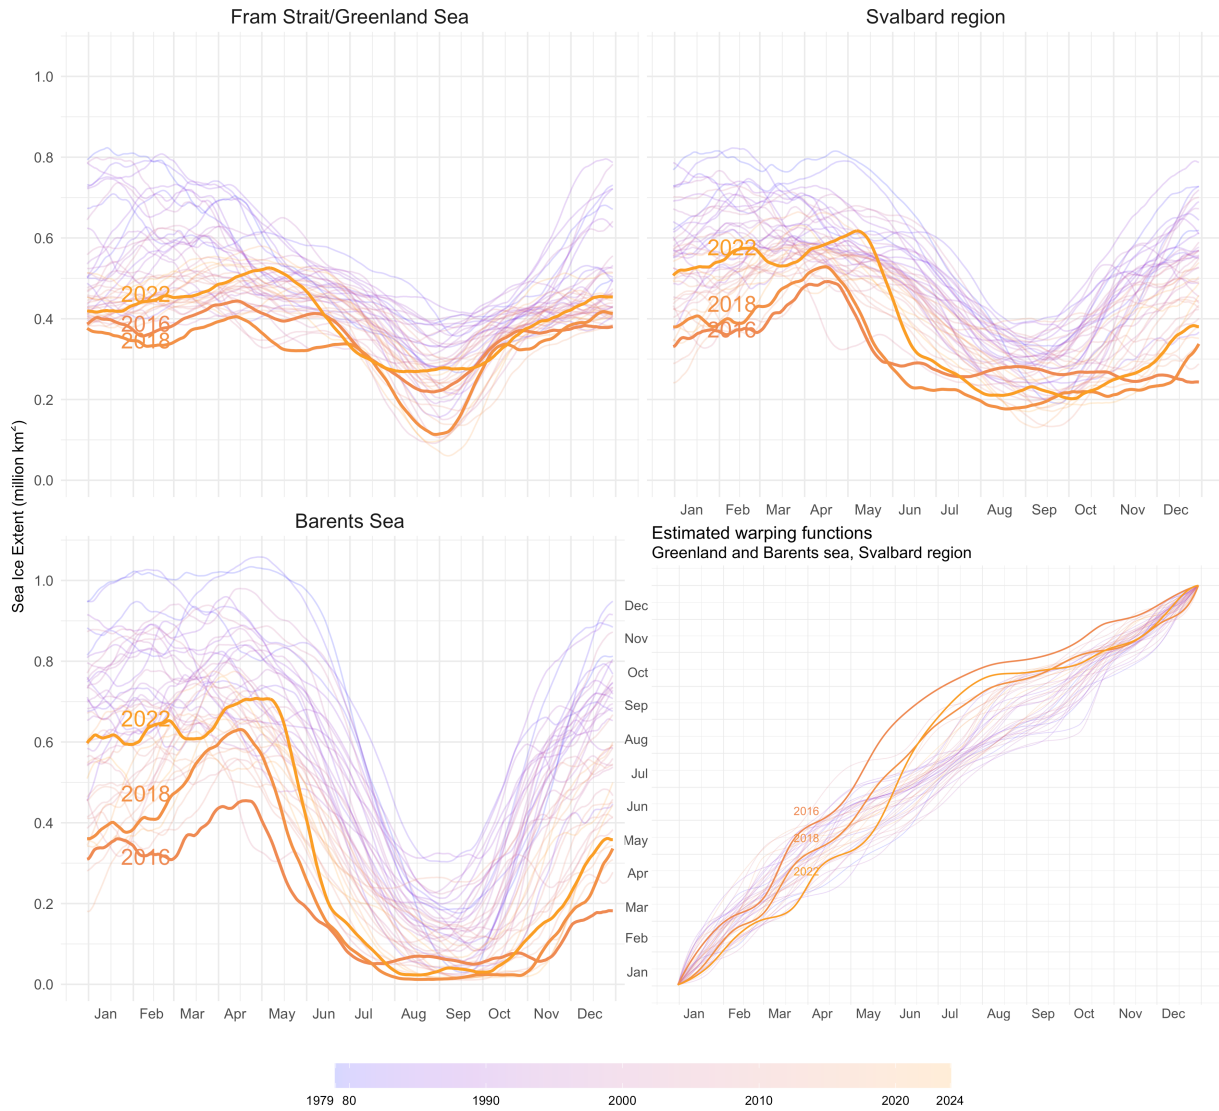 Fram Strait/Greenland Sea
Svalbard region
1.0
0.8
0.6
0.4
0.2
0.0
2022
2016
2018
2022
2018
2016
Jan Feb Mar Apr May Jun Jul Aug Sep Oct Nov Dec
Sea Ice Extent (million km²)
Barents Sea
1.0
0.8
0.6
0.4
0.2
0.0
2022
2018
2016
Jan Feb Mar Apr May Jun Jul Aug Sep Oct Nov Dec
Estimated warping functions
Greenland and Barents sea, Svalbard region
Dec
Nov
Oct
Sep
Aug
Jul
Jun
May
Apr
Mar
Feb
Jan
2016
2018
2022
Jan Feb Mar Apr May Jun Jul Aug Sep Oct Nov Dec
1979 80 1990 2000 2010 2020 2024